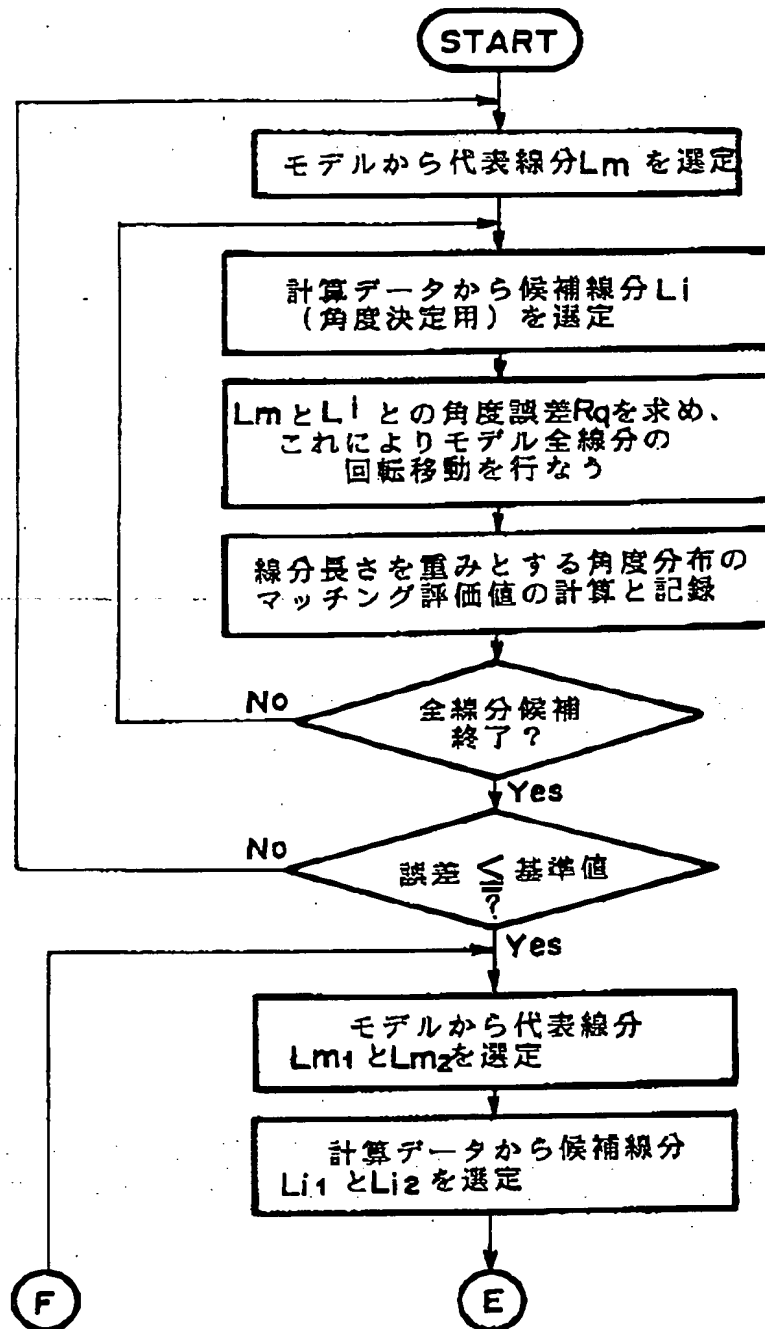 START
モデルから代表線分Lm を選定
計算データから候補線分Li
（角度決定用）を選定
LmとLiとの角度誤差Rqを求め、
これによりモデル全線分の
回転移動を行なう
線分長さを重みとする角度分布の
マッチング評価値の計算と記録
No
全線分候補
終了？
Yes
No
誤差 ≦ 基準値
?
Yes
モデルから代表線分
Lm1 とLm2を選定
計算データから候補線分
Li1 とLi2 を選定
F
E